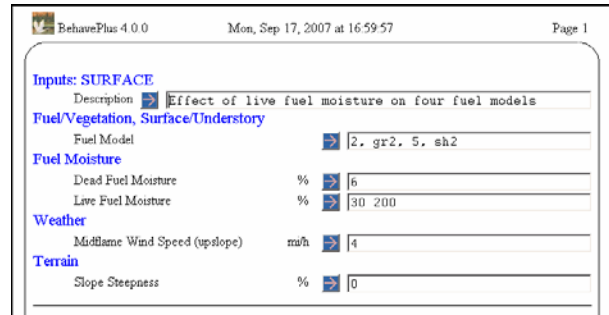 BehavePlus 4.0.0 Mon, Sep 17, 2007 at 16:59:57 Page 1
Inputs: SURFACE
Description Effect of live fuel moisture on four fuel models
Fuel/Vegetation, Surface/Understory
Fuel Model 2, gr2, 5, sh2
Fuel Moisture
Dead Fuel Moisture % 6
Live Fuel Moisture % 30 200
Weather
Midflame Wind Speed (upslope) mi/h 4
Terrain
Slope Steepness % 0